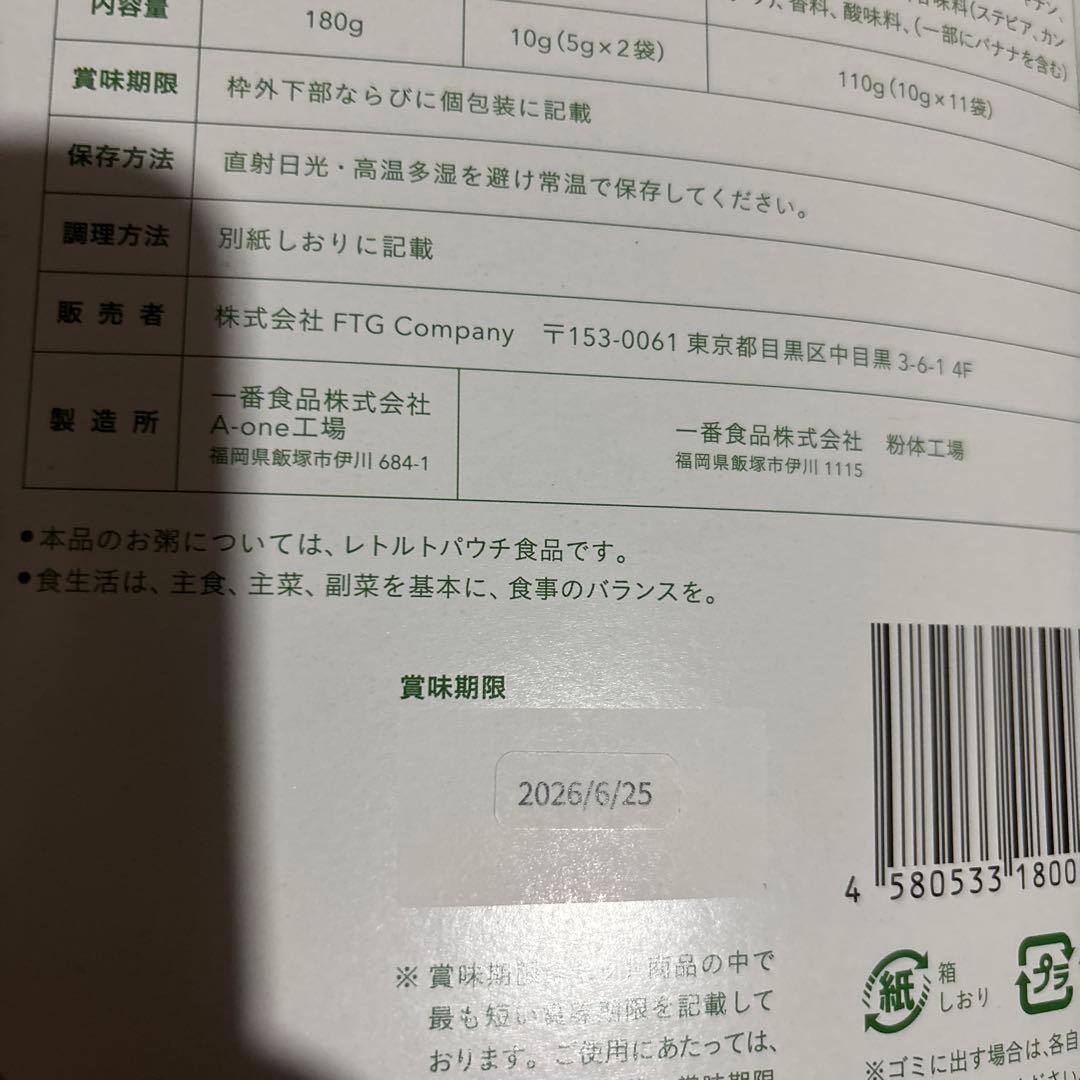 内容量
180g
10g(5g×2袋)
味料(ステビア、カン
香料、酸味料、(一部にバナナを含む)
110g(10g×11袋)
賞味期限
枠外下部ならびに個包装に記載
保存方法
直射日光・高温多湿を避け常温で保存してください。
調理方法
別紙しおりに記載
販売者
株式会社 FTG Company 〒153-0061 東京都目黒区中目黒 3-6-1 4F
製造所
一番食品株式会社
A-one工場
福岡県飯塚市伊川 684-1
一番食品株式会社 粉体工場
福岡県飯塚市伊川 1115
●本品のお粥については、レトルトパウチ食品です。
●食生活は、主食、主菜、副菜を基本に、食事のバランスを。
賞味期限
2026/6/25
4 580533 1800
※ 賞味期限 商品の中で
最も短い賞味期限を記載して
おります。ご使用にあたっては、
賞味期限
紙
箱
しおり
プラ
※ゴミに出す場合は、各自